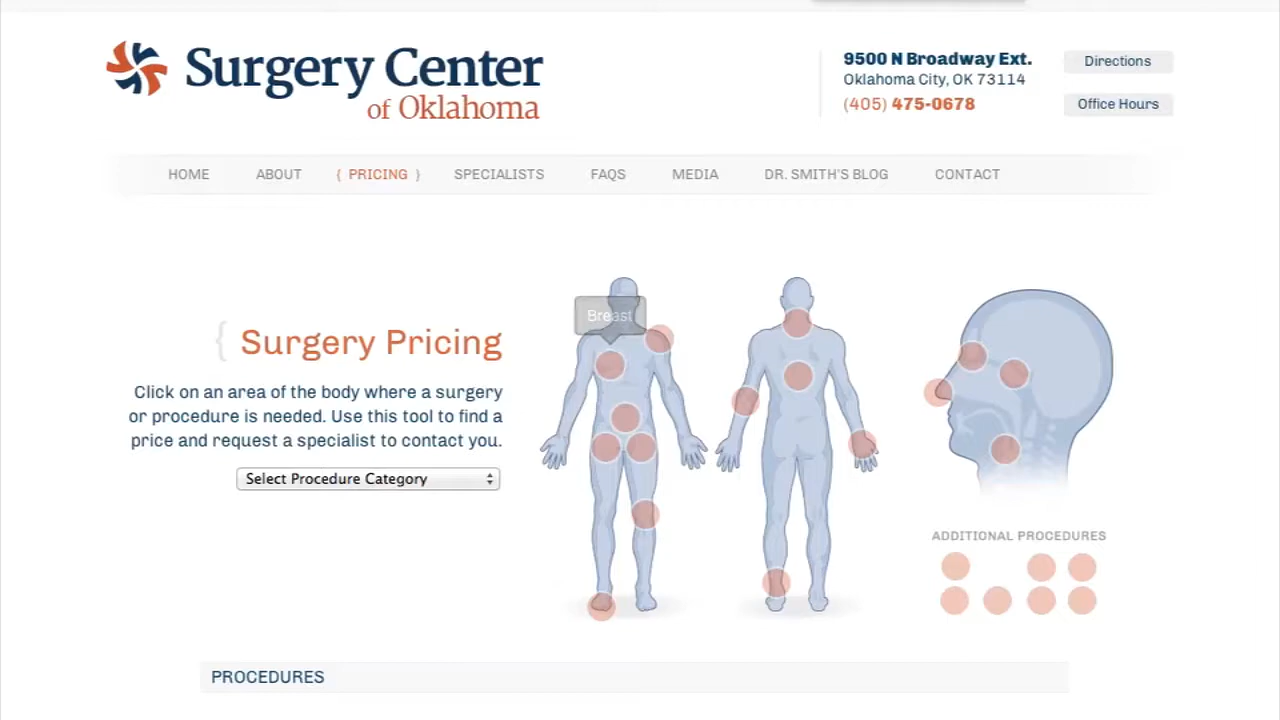 Surgery Center
of Oklahoma
9500 N Broadway Ext.
Oklahoma City, OK 73114
(405) 475-0678
Directions
Office Hours
HOME ABOUT { PRICING } SPECIALISTS FAQS MEDIA DR. SMITH'S BLOG CONTACT
Breast
{ Surgery Pricing
Click on an area of the body where a surgery
or procedure is needed. Use this tool to find a
price and request a specialist to contact you.
Select Procedure Category
ADDITIONAL PROCEDURES
PROCEDURES